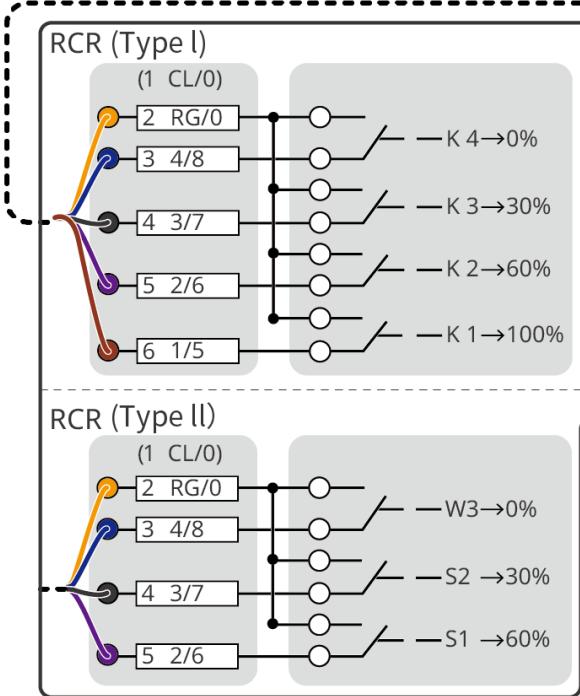 RCR (Type l)
(1 CL/0)
2 RG/0
K 4→0%
3 4/8
K 3→30%
4 3/7
K 2→60%
5 2/6
K 1→100%
6 1/5
RCR (Type ll)
(1 CL/0)
2 RG/0
W3→0%
3 4/8
S2 →30%
4 3/7
S1 →60%
5 2/6